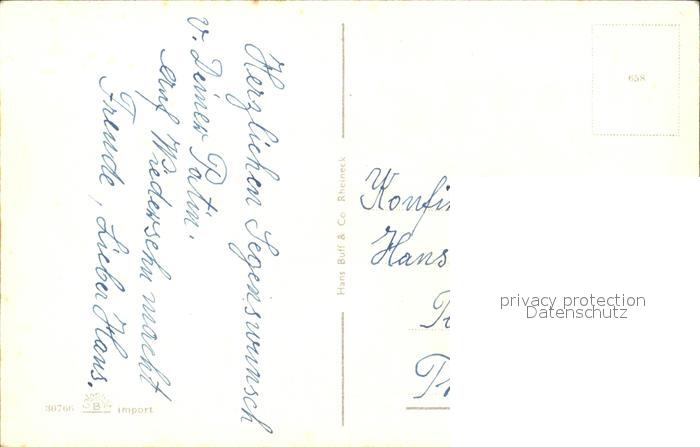 Herzlichen Segenswunsch
v. Deiner Patin.
Auf Wiedersehn macht
Freude, Lieber Hans.
30766 B import
Hans Buff & Co Rheineck
658
Konfi
Hans
privacy protection
Datenschutz